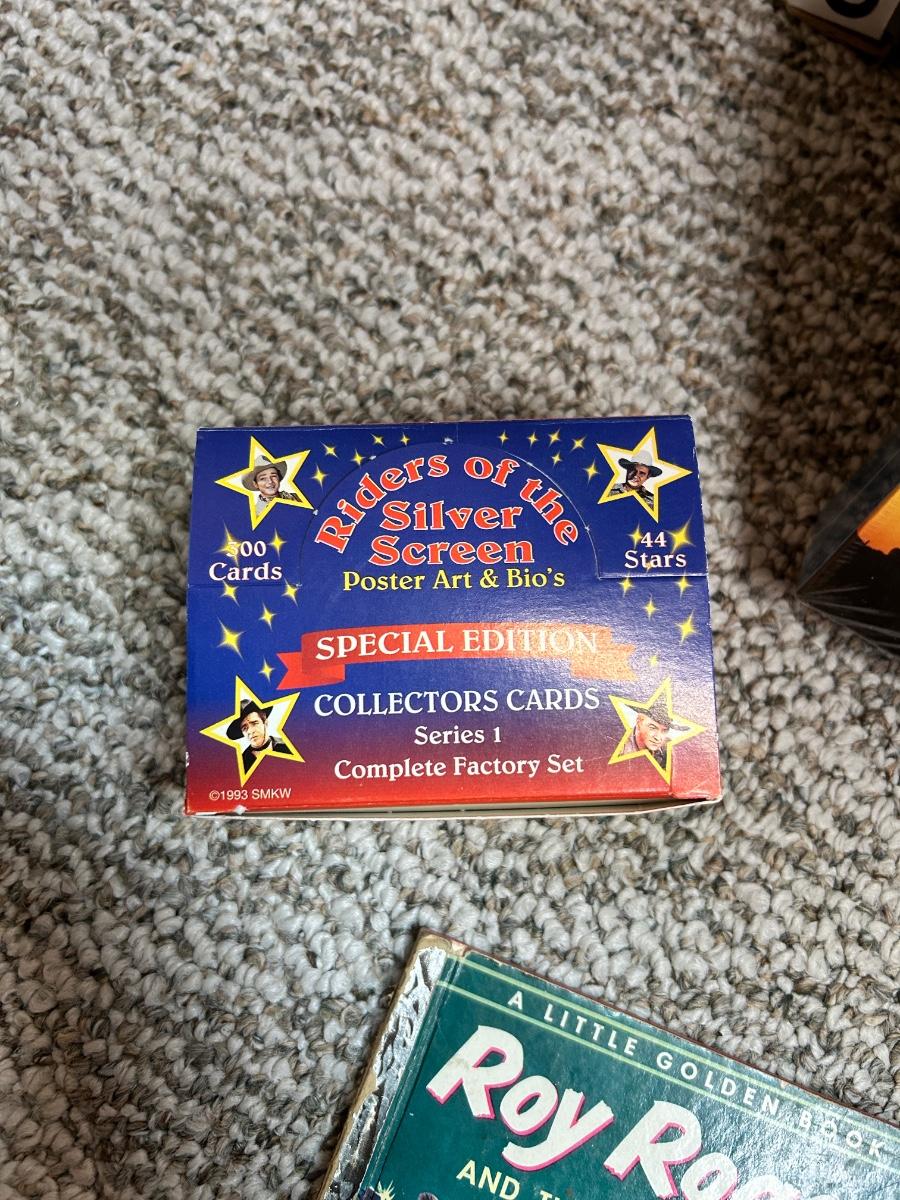 Riders of the
Silver
Screen
Poster Art & Bio's
300
Cards
44
Stars
SPECIAL EDITION
COLLECTORS CARDS
Series 1
Complete Factory Set
©1993 SMKW
A LITTLE GOLDEN BOOK
Roy Rog
AND